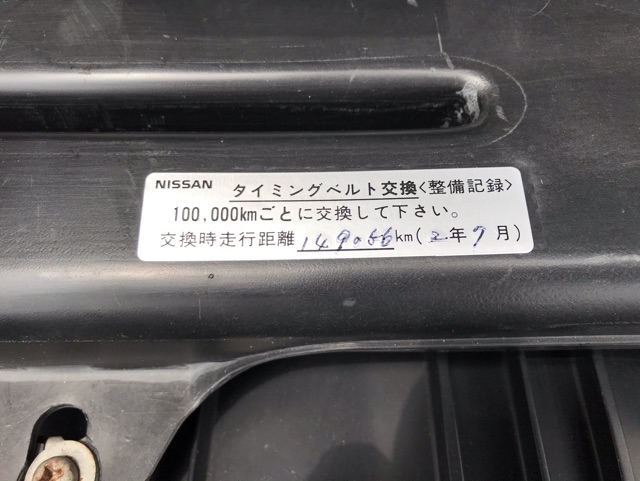 NISSAN タイミングベルト交換〈整備記録〉
100,000kmごとに交換して下さい。
交換時走行距離 149056km(2年9月)